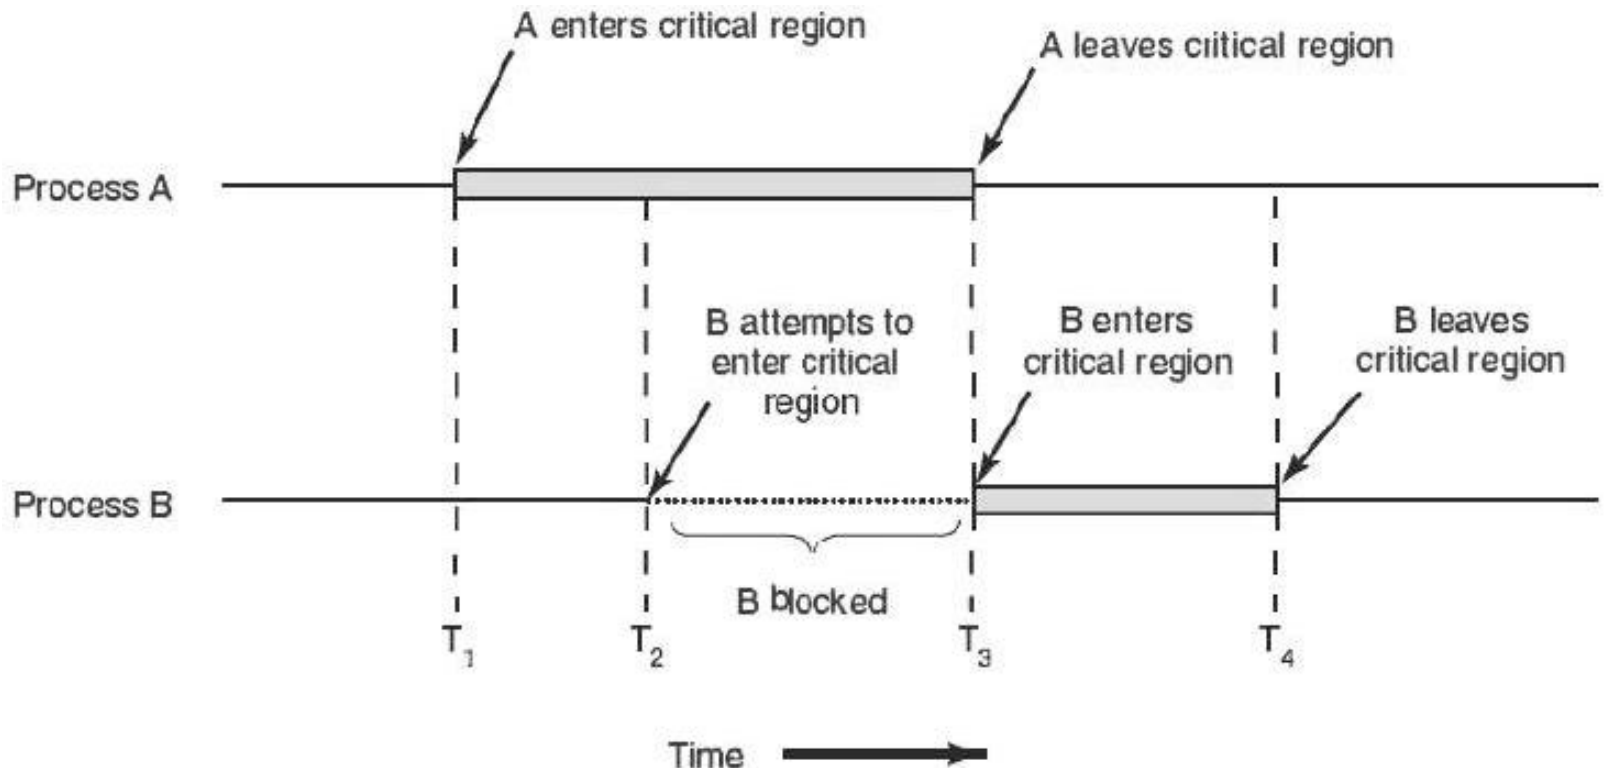 A enters critical region
A leaves critical region
Process A
B attempts to
enter critical
region
B enters
critical region
B leaves
critical region
Process B
B blocked
T1
T2
T3
T4
Time